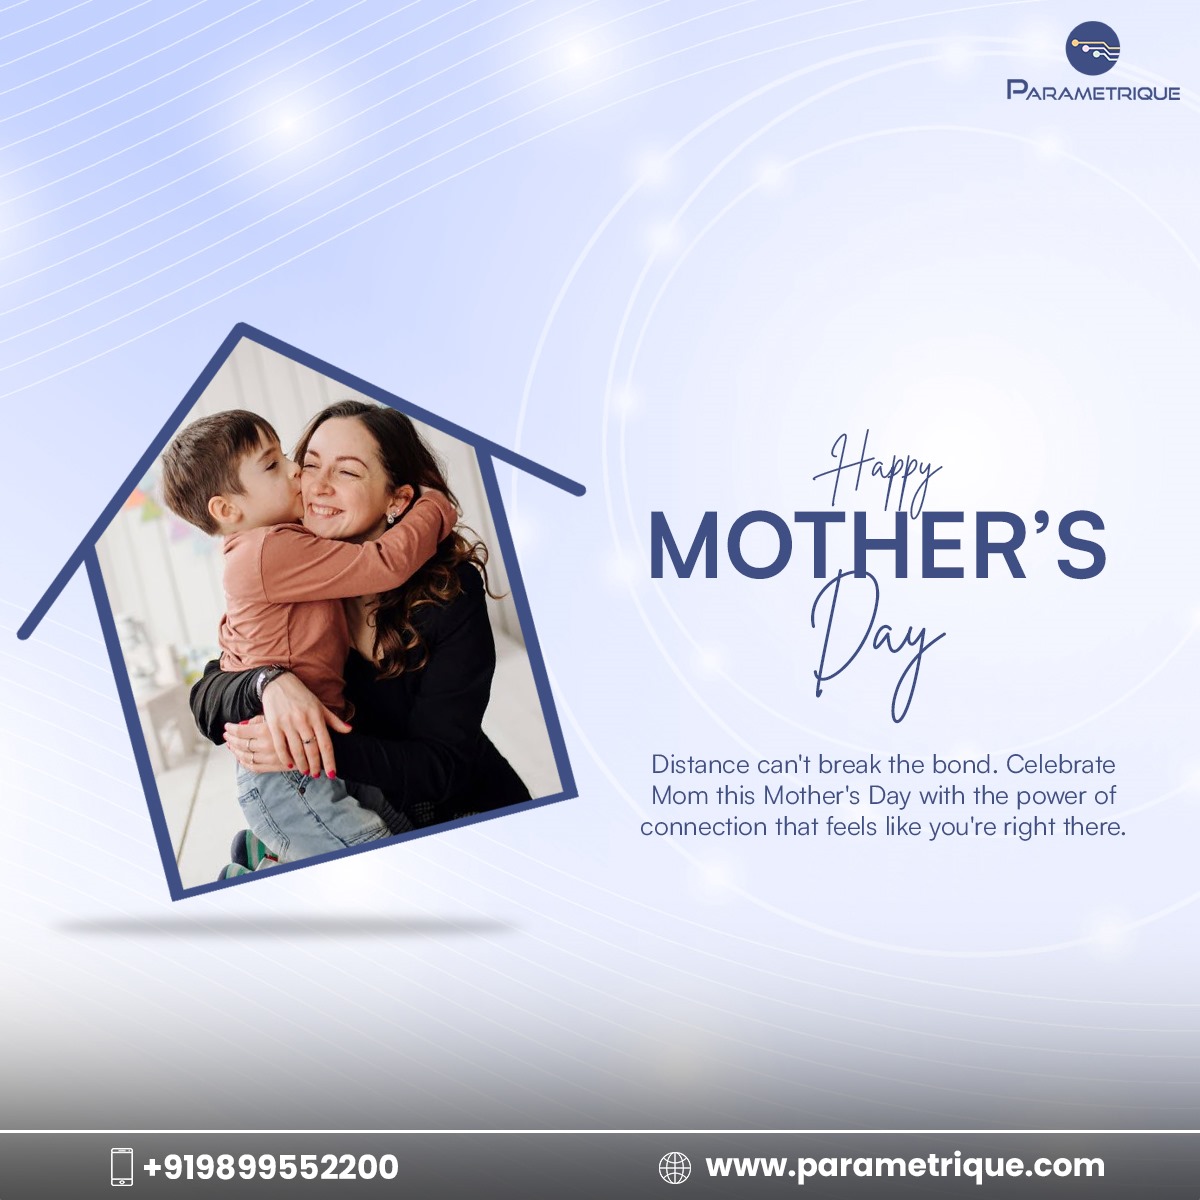 PARAMETRIQUE
Happy
MOTHER'S
Day
Distance can't break the bond. Celebrate
Mom this Mother's Day with the power of
connection that feels like you're right there.
+919899552200
www.parametrique.com